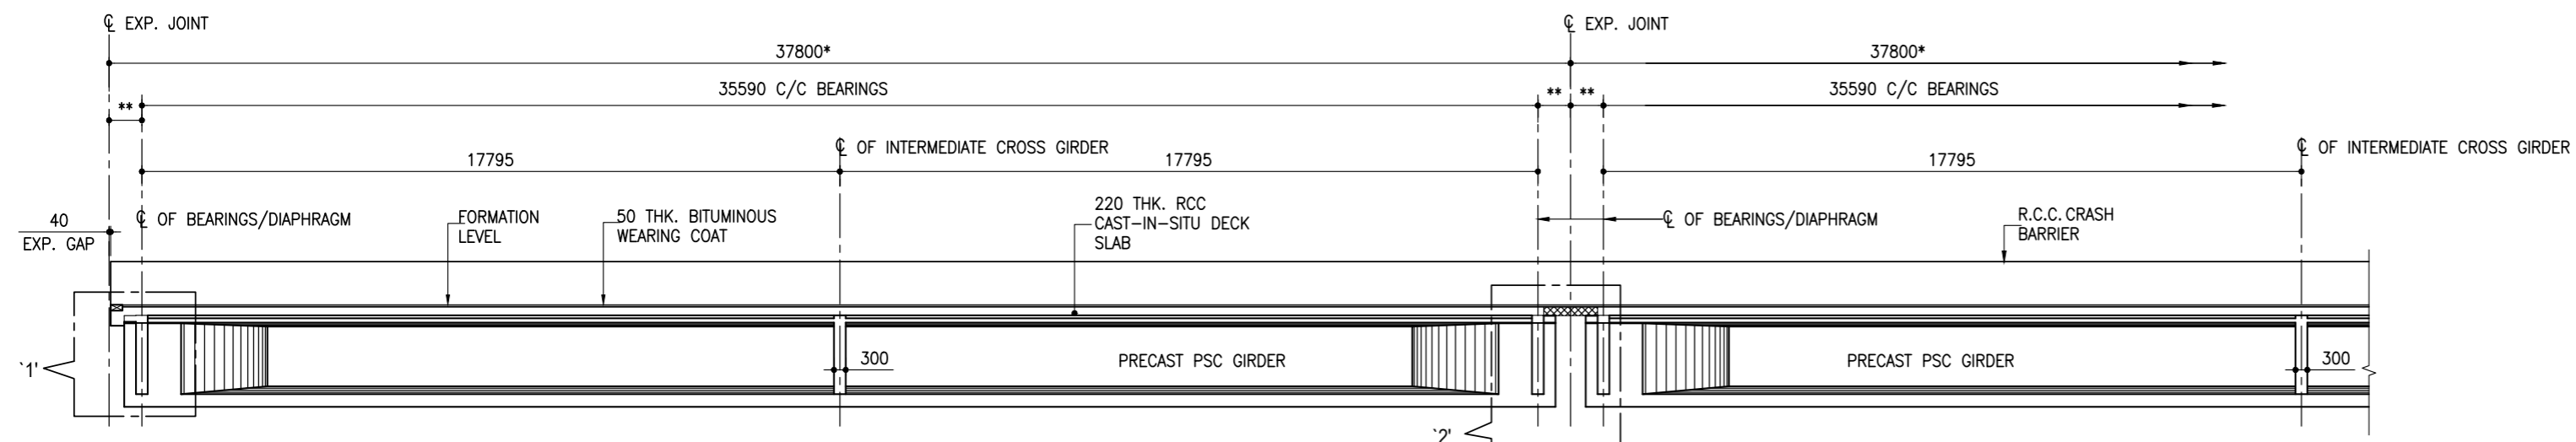 ℄ EXP. JOINT
℄ EXP. JOINT
37800*
37800*
35590 C/C BEARINGS
35590 C/C BEARINGS
**
**
**
℄ OF INTERMEDIATE CROSS GIRDER
℄ OF INTERMEDIATE CROSS GIRDER
17795
17795
17795
40
EXP. GAP
℄ OF BEARINGS/DIAPHRAGM
FORMATION
LEVEL
50 THK. BITUMINOUS
WEARING COAT
220 THK. RCC
CAST-IN-SITU DECK
SLAB
℄ OF BEARINGS/DIAPHRAGM
R.C.C. CRASH
BARRIER
300
PRECAST PSC GIRDER
PRECAST PSC GIRDER
300
'1'
'2'